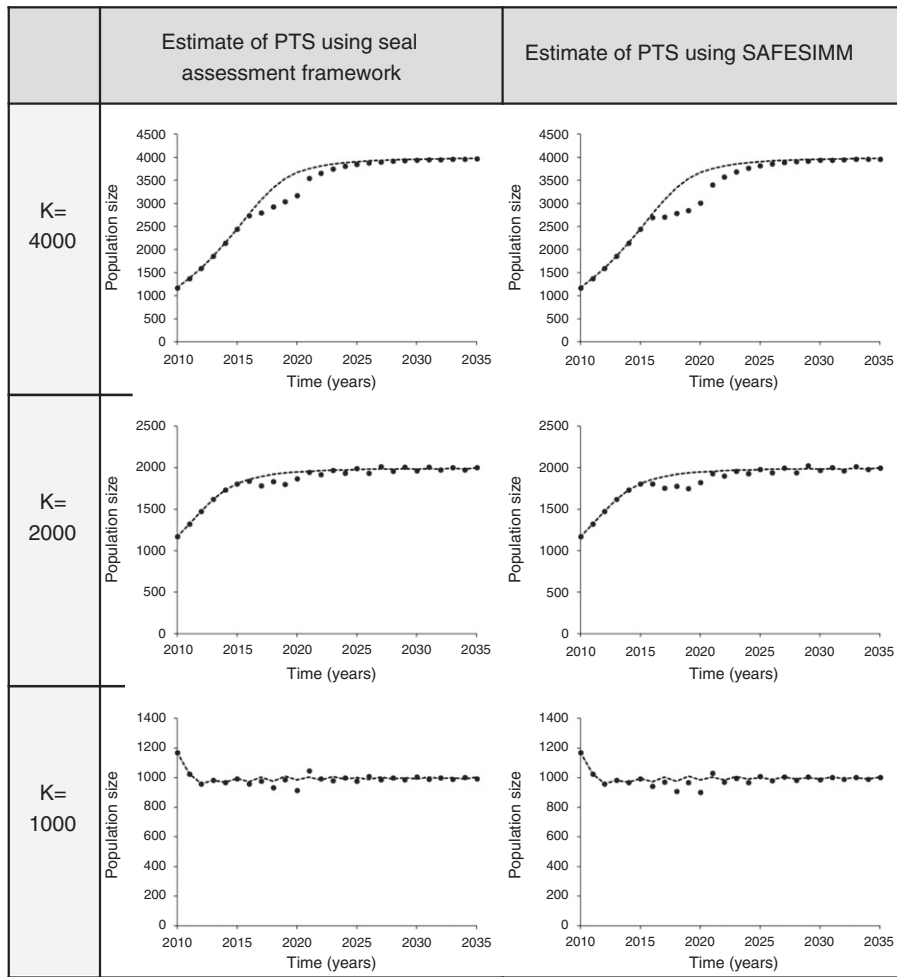 Estimate of PTS using seal
assessment framework
Estimate of PTS using SAFESIMM
K=
4000
Population size
4500
4000
3500
3000
2500
2000
1500
1000
500
0
2010 2015 2020 2025 2030 2035
Time (years)
Population size
4500
4000
3500
3000
2500
2000
1500
1000
500
0
2010 2015 2020 2025 2030 2035
Time (years)
K=
2000
Population size
2500
2000
1500
1000
500
0
2010 2015 2020 2025 2030 2035
Time (years)
Population size
2500
2000
1500
1000
500
0
2010 2015 2020 2025 2030 2035
Time (years)
K=
1000
Population size
1400
1200
1000
800
600
400
200
0
2010 2015 2020 2025 2030 2035
Time (years)
Population size
1400
1200
1000
800
600
400
200
0
2010 2015 2020 2025 2030 2035
Time (years)